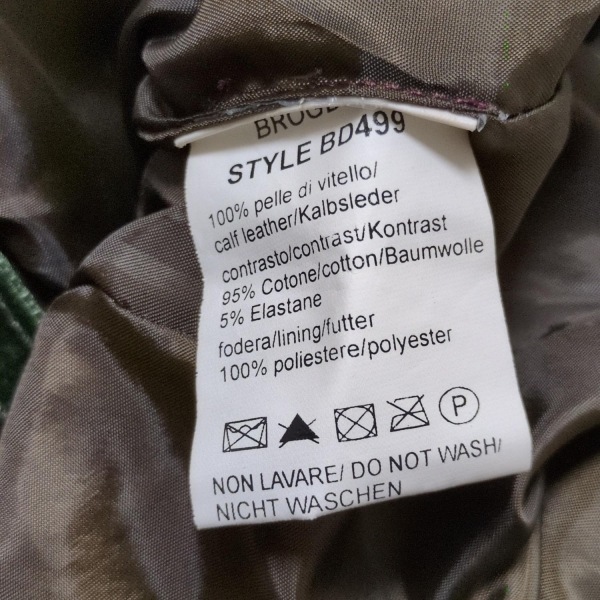 STYLE BD499
100% pelle di vitello/
calf leather/Kalbsleder
contrasto/contrast/Kontrast
95% Cotone/cotton/Baumwolle
5% Elastane
fodera/lining/futter
100% poliestere/polyester
P
NON LAVARE/ DO NOT WASH/
NICHT WASCHEN